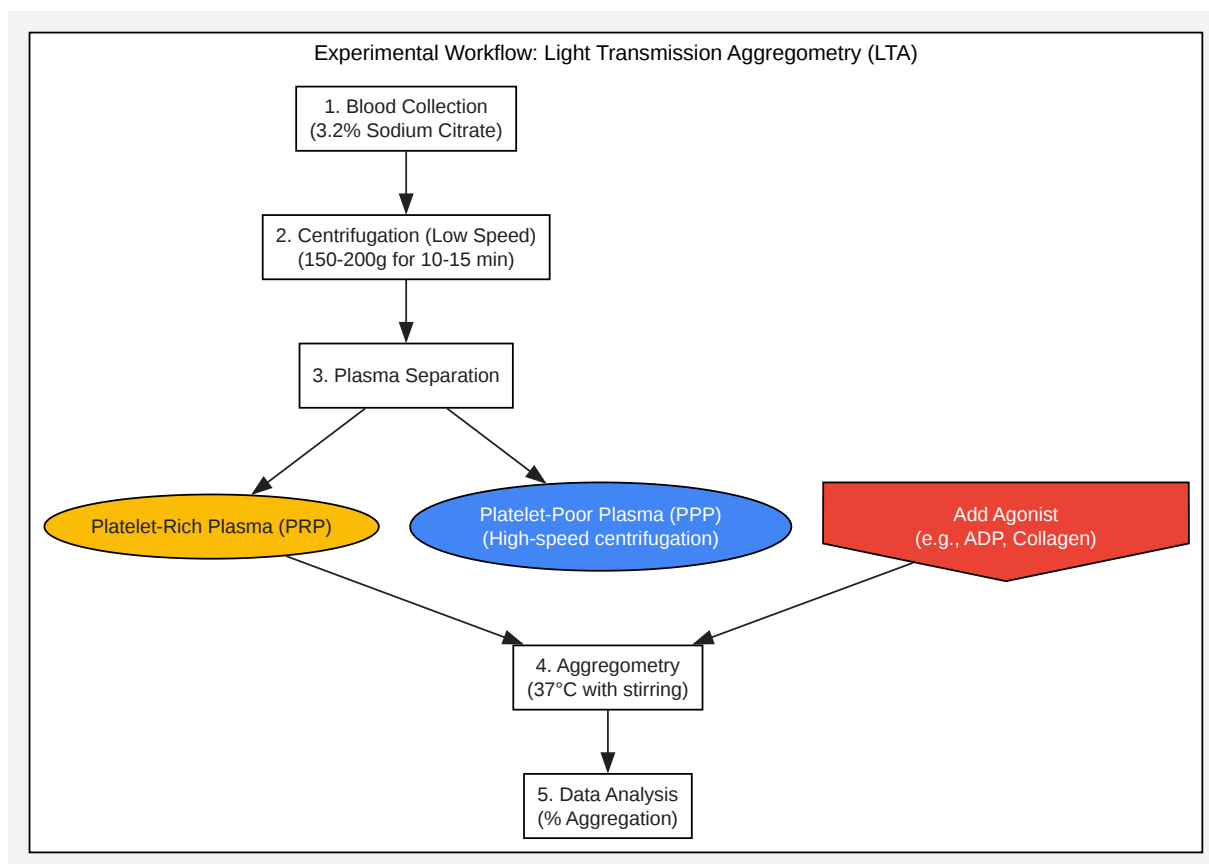 Experimental Workflow: Light Transmission Aggregometry (LTA)
1. Blood Collection
(3.2% Sodium Citrate)
2. Centrifugation (Low Speed)
(150-200g for 10-15 min)
3. Plasma Separation
Platelet-Rich Plasma (PRP)
Platelet-Poor Plasma (PPP)
(High-speed centrifugation)
Add Agonist
(e.g., ADP, Collagen)
4. Aggregometry
(37°C with stirring)
5. Data Analysis
(% Aggregation)